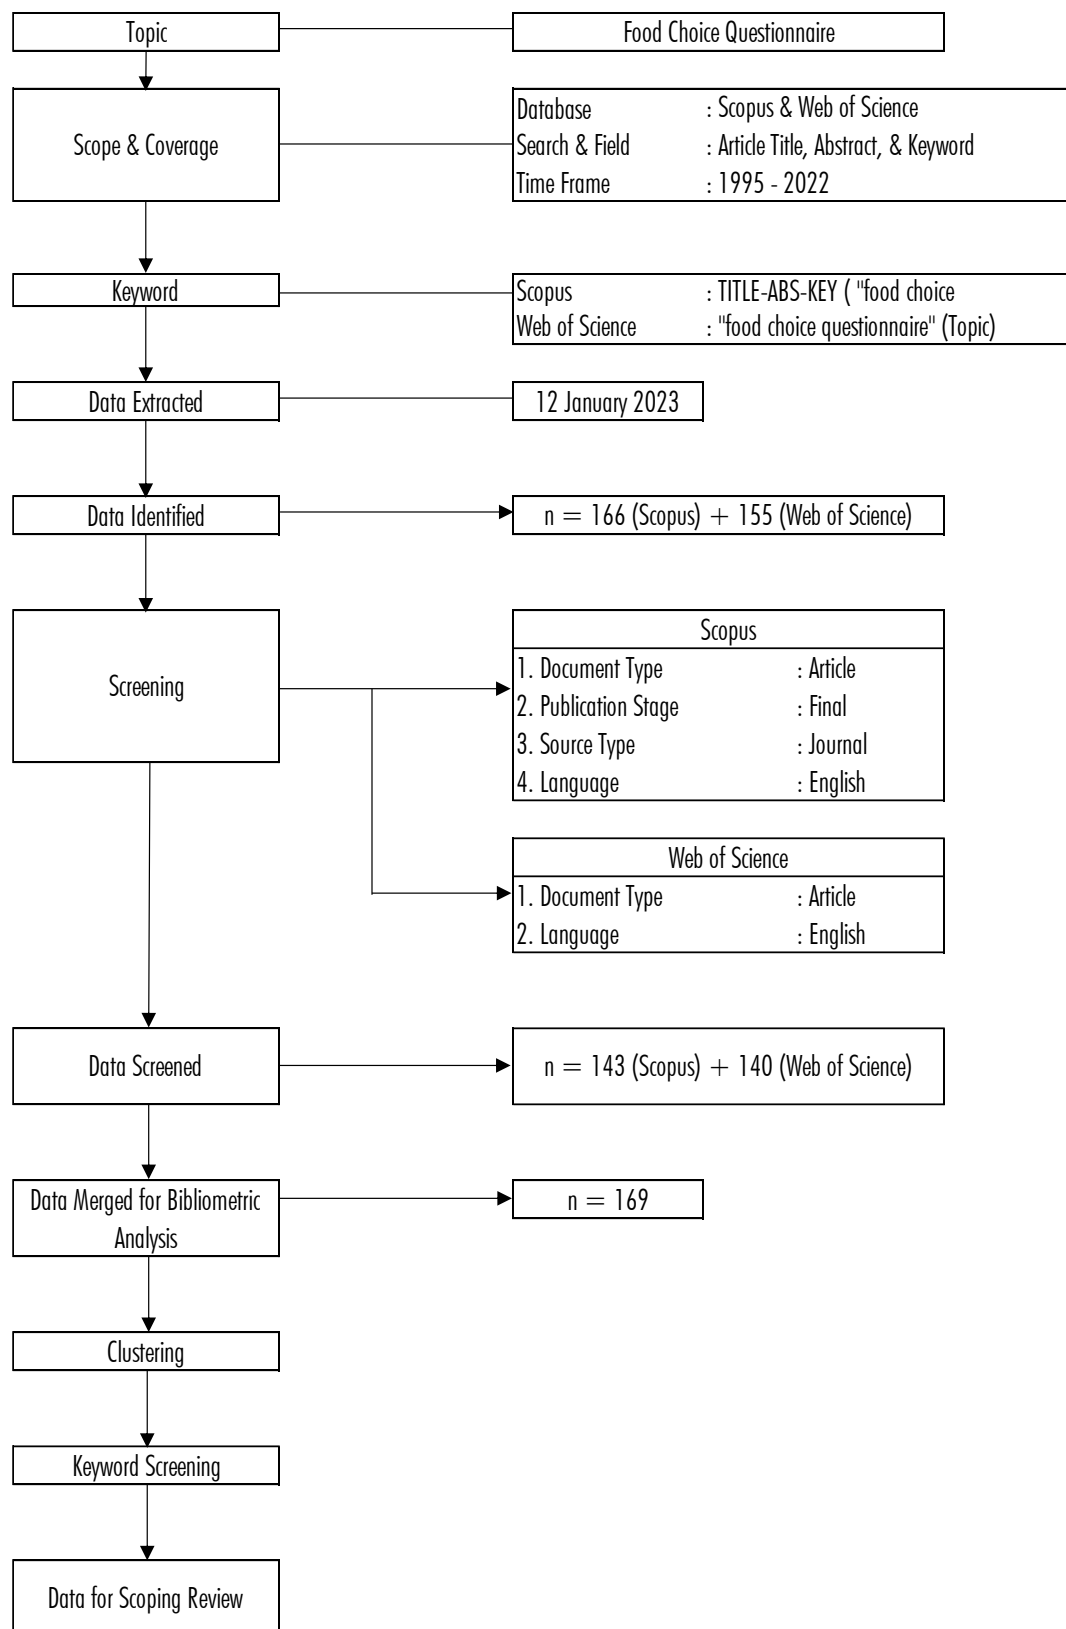 Topic
Food Choice Questionnaire
Scope & Coverage
Database : Scopus & Web of Science
Search & Field : Article Title, Abstract, & Keyword
Time Frame : 1995 - 2022
Keyword
Scopus : TITLE-ABS-KEY ( "food choice
Web of Science : "food choice questionnaire" (Topic)
Data Extracted
12 January 2023
Data Identified
n = 166 (Scopus) + 155 (Web of Science)
Screening
Scopus
1. Document Type : Article
2. Publication Stage : Final
3. Source Type : Journal
4. Language : English
Web of Science
1. Document Type : Article
2. Language : English
Data Screened
n = 143 (Scopus) + 140 (Web of Science)
Data Merged for Bibliometric
Analysis
n = 169
Clustering
Keyword Screening
Data for Scoping Review